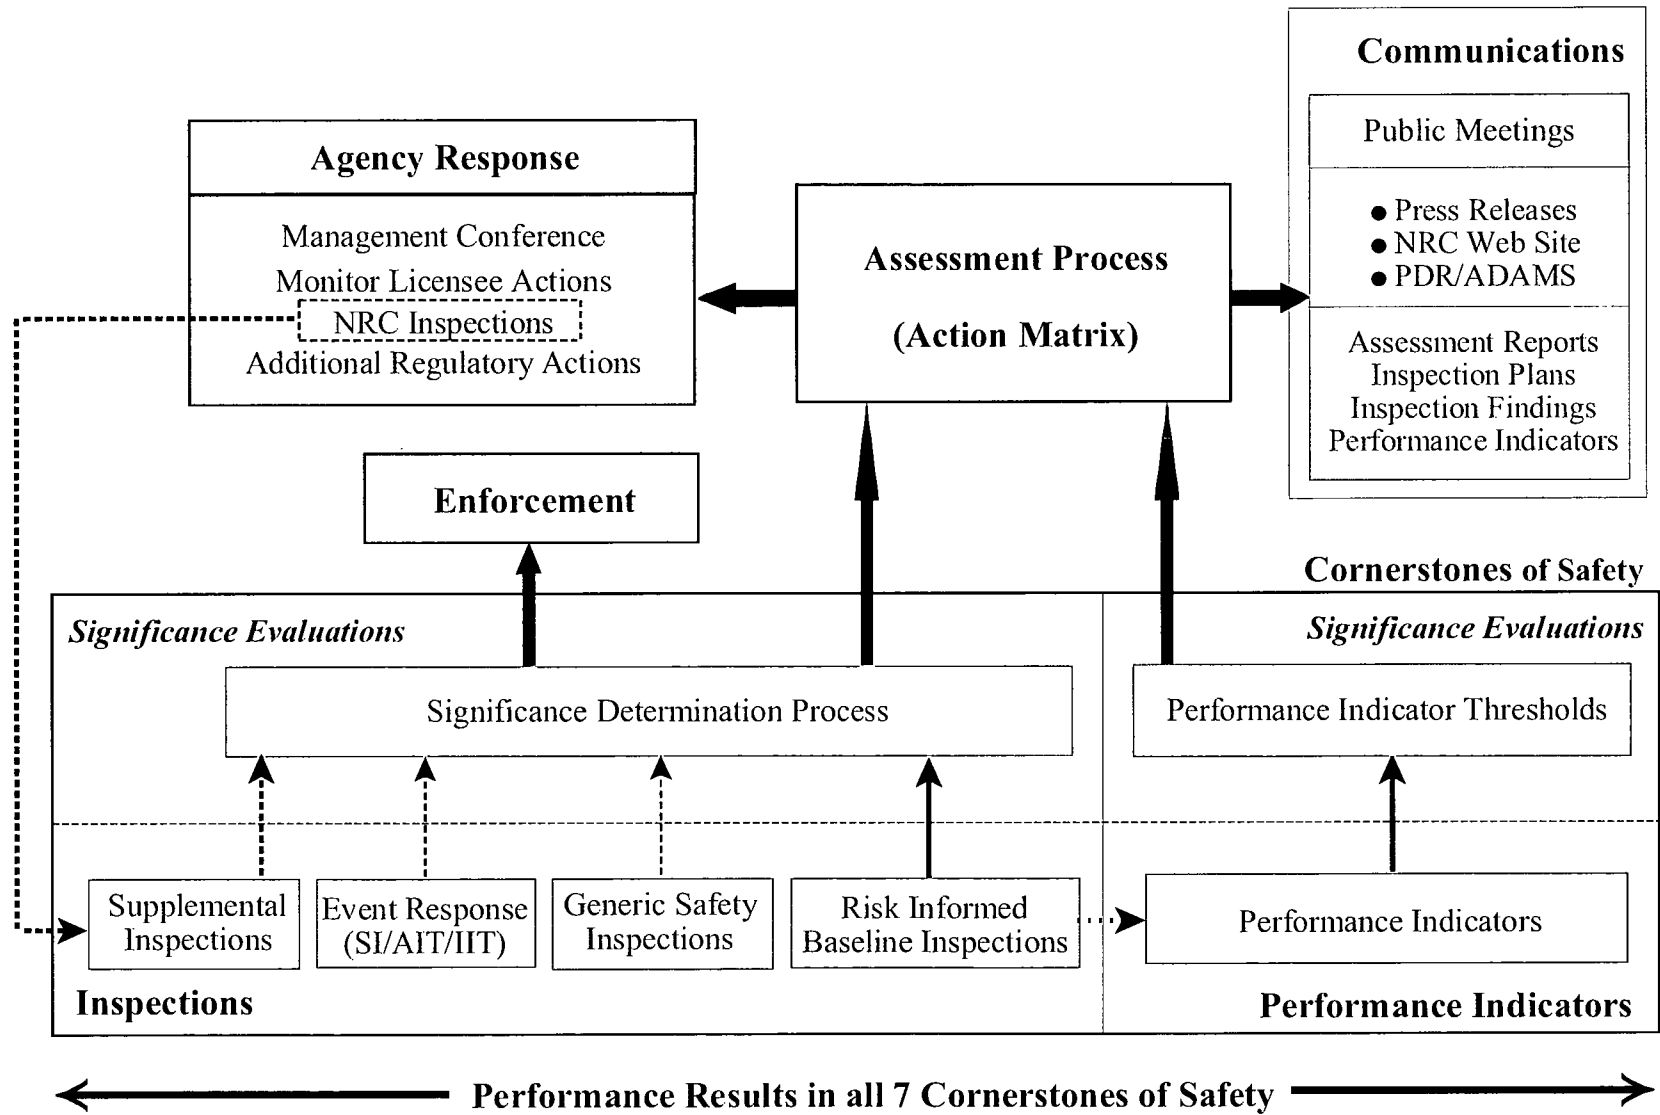 Communications
Public Meetings
● Press Releases
● NRC Web Site
● PDR/ADAMS
Assessment Reports
Inspection Plans
Inspection Findings
Performance Indicators
Agency Response
Management Conference
Monitor Licensee Actions
NRC Inspections
Additional Regulatory Actions
Assessment Process
(Action Matrix)
Enforcement
Cornerstones of Safety
Significance Evaluations
Significance Evaluations
Significance Determination Process
Performance Indicator Thresholds
Supplemental
Inspections
Event Response
(SI/AIT/IIT)
Generic Safety
Inspections
Risk Informed
Baseline Inspections
Performance Indicators
Inspections
Performance Indicators
Performance Results in all 7 Cornerstones of Safety